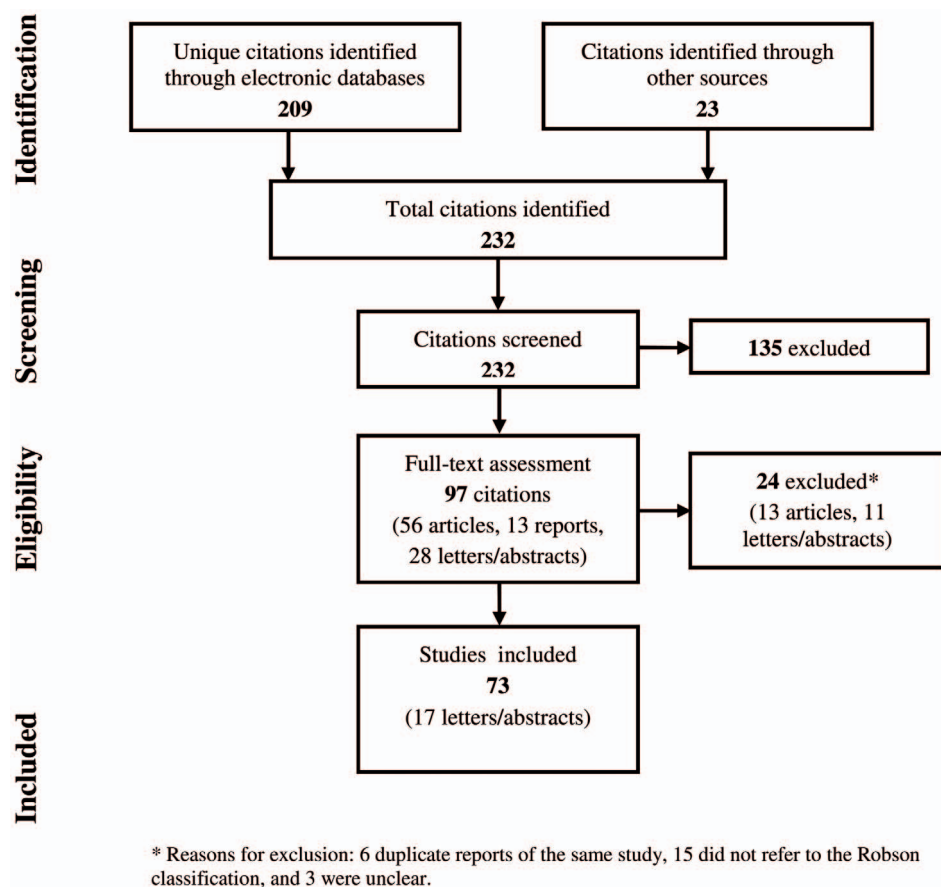 Identification
Unique citations identified
through electronic databases
209
Citations identified through
other sources
23
Total citations identified
232
Screening
Citations screened
232
135 excluded
Eligibility
Full-text assessment
97 citations
(56 articles, 13 reports,
28 letters/abstracts)
24 excluded*
(13 articles, 11
letters/abstracts)
Included
Studies included
73
(17 letters/abstracts)
* Reasons for exclusion: 6 duplicate reports of the same study, 15 did not refer to the Robson
classification, and 3 were unclear.